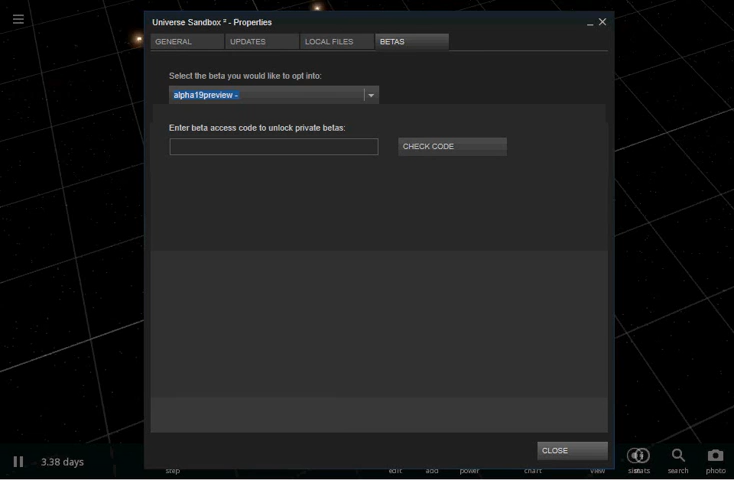 Universe Sandbox ² - Properties
GENERAL
UPDATES
LOCAL FILES
BETAS
Select the beta you would like to opt into:
alpha19preview -
Enter beta access code to unlock private betas:
CHECK CODE
CLOSE
3.38 days
step
edit
add
power
chart
view
search
photo